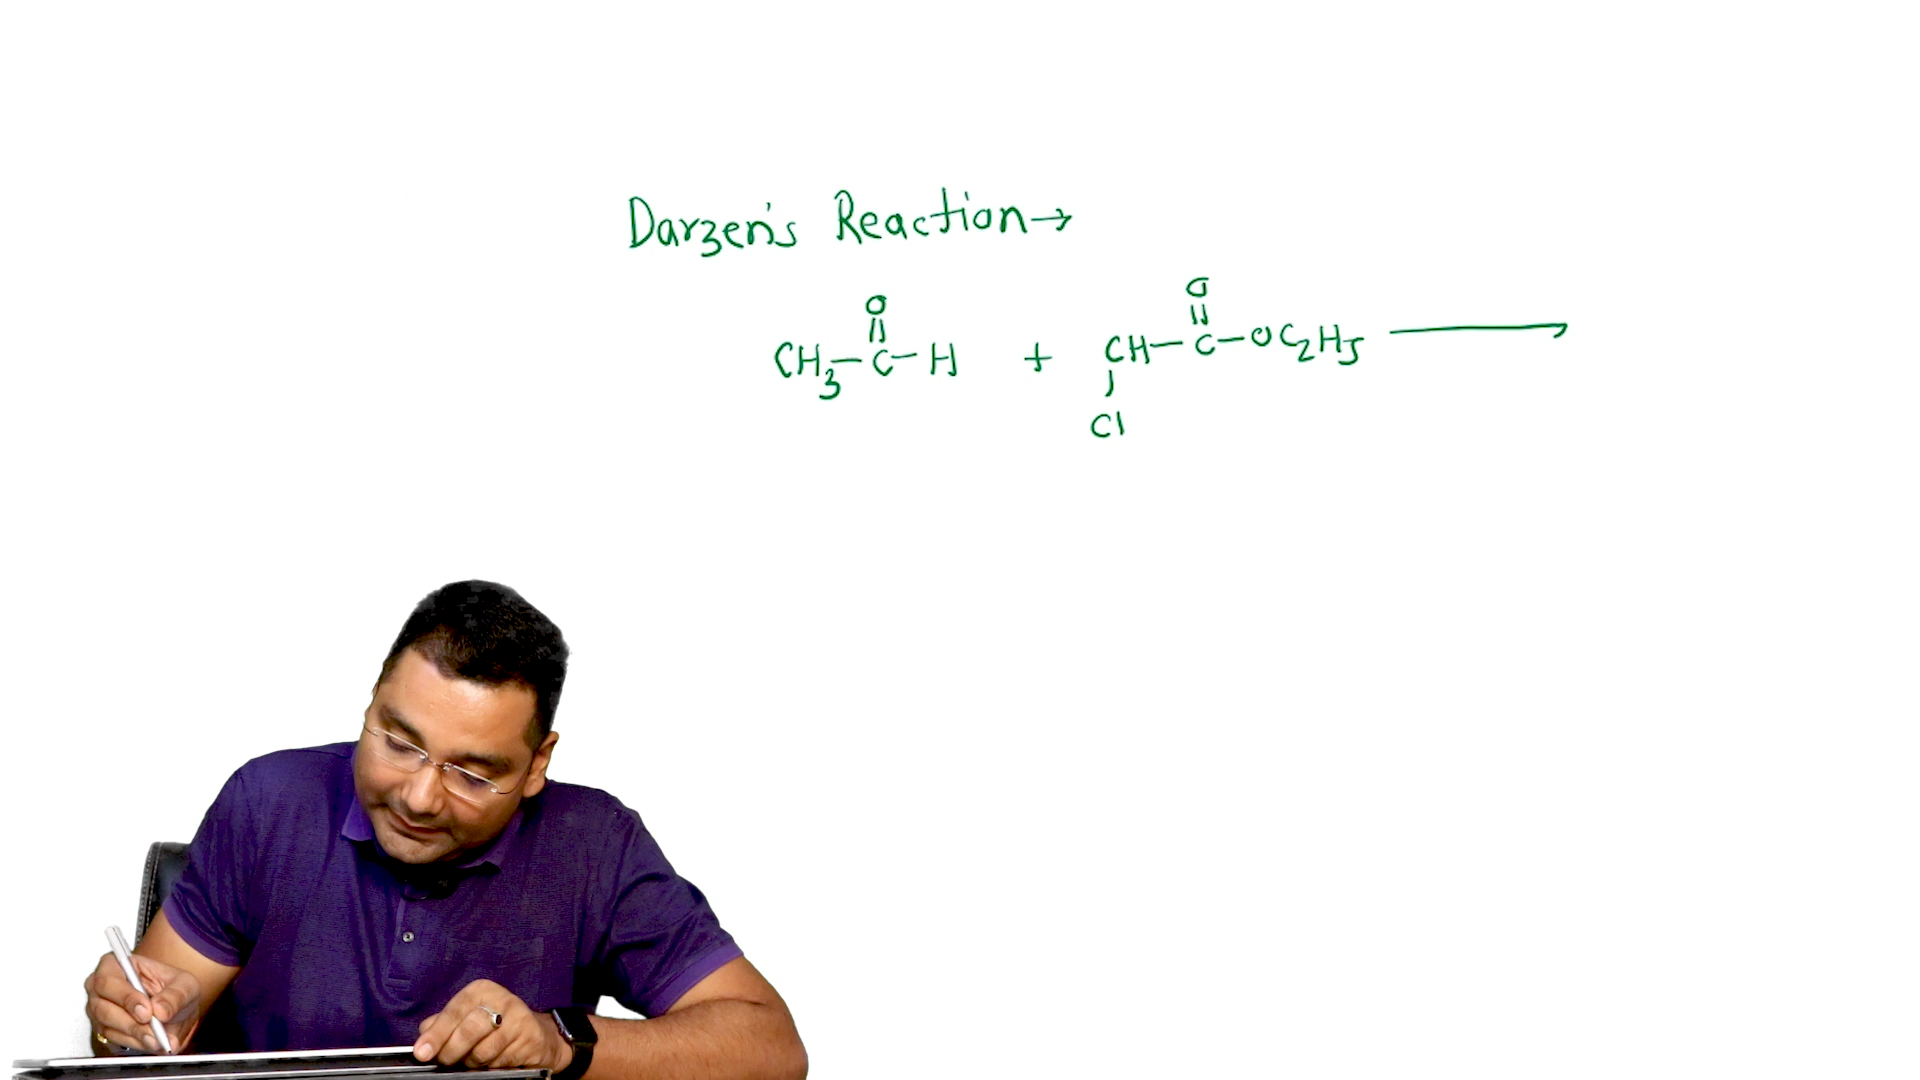 Darzen's Reaction→
O O
CH3-C-H + CH-C-OC2H5 ⟶
Cl